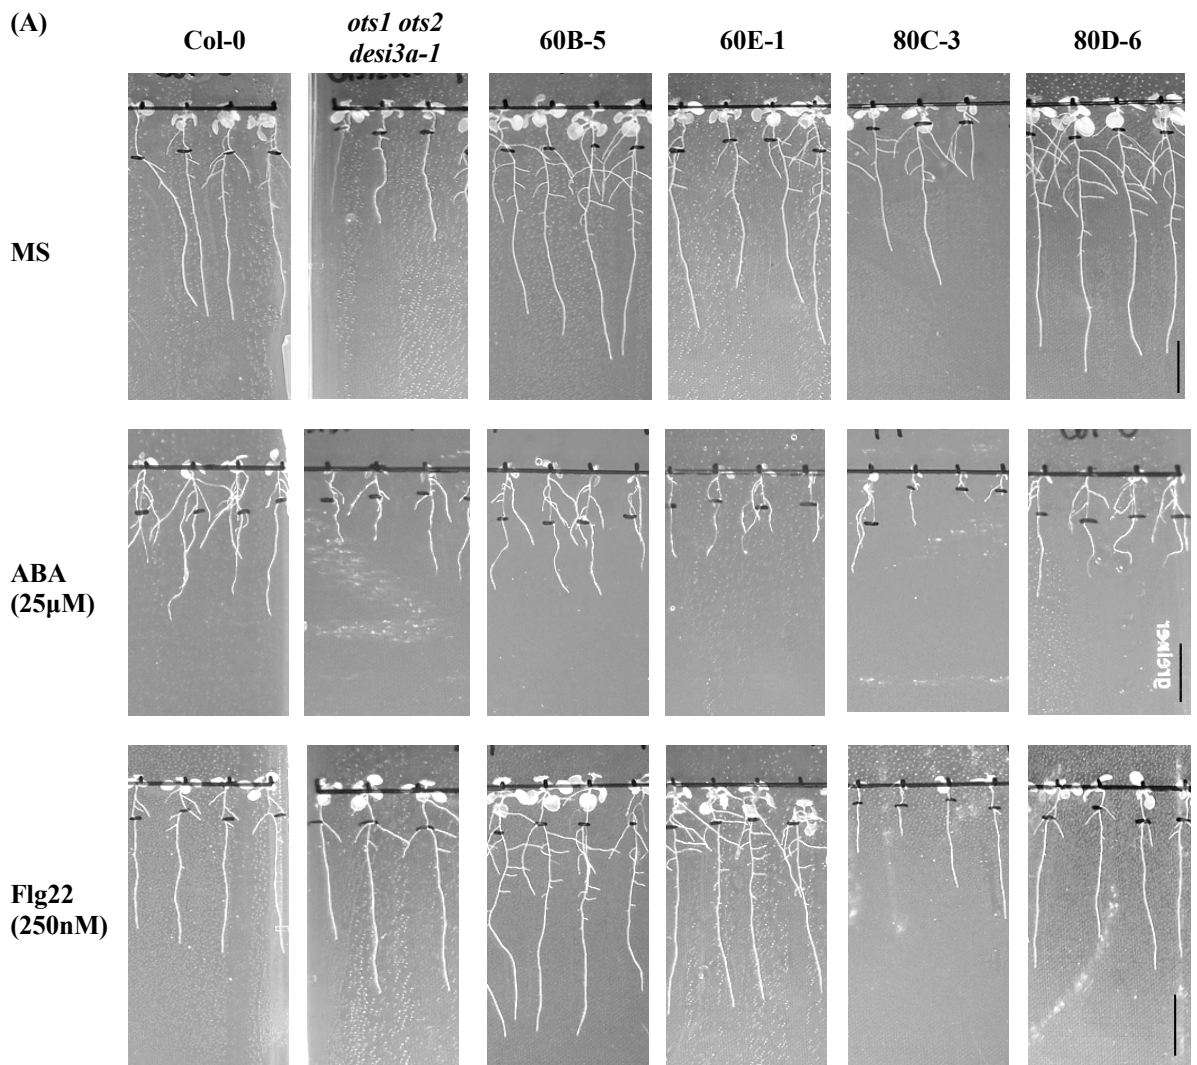 (A)
Col-0
ots1 ots2
desi3a-1
60B-5
60E-1
80C-3
80D-6
MS
ABA
(25μM)
Flg22
(250nM)